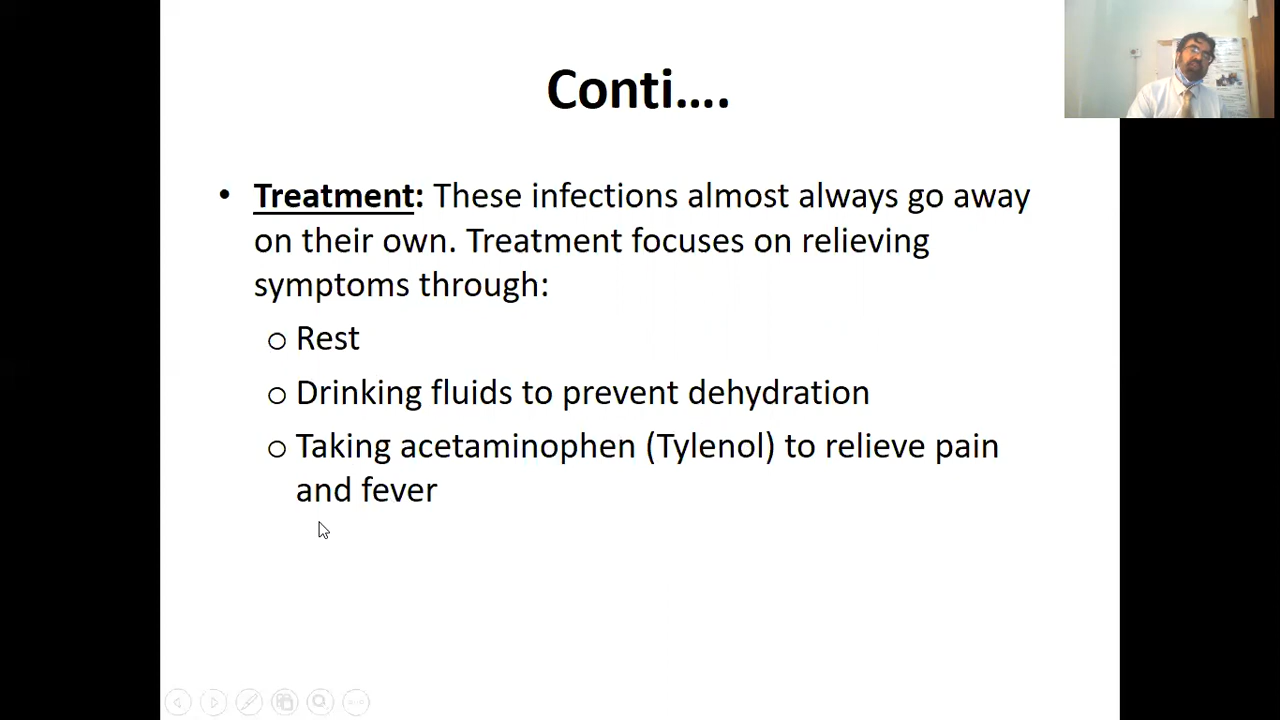 Conti….
• Treatment: These infections almost always go away
on their own. Treatment focuses on relieving
symptoms through:
o Rest
o Drinking fluids to prevent dehydration
o Taking acetaminophen (Tylenol) to relieve pain
and fever